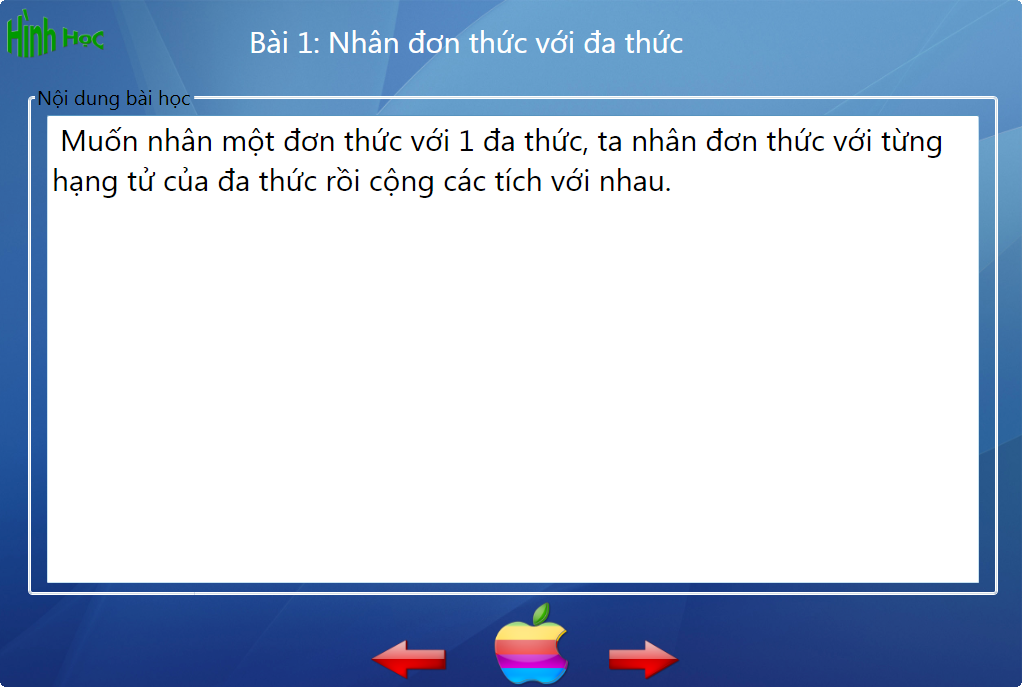 Hình Học
Bài 1: Nhân đơn thức với đa thức
Nội dung bài học
Muốn nhân một đơn thức với 1 đa thức, ta nhân đơn thức với từng
hạng tử của đa thức rồi cộng các tích với nhau.